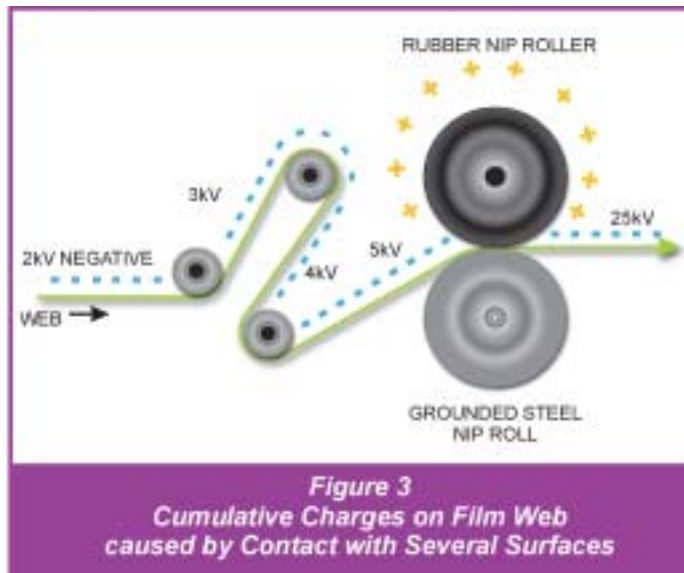 RUBBER NIP ROLLER
3kV
25kV
2kV NEGATIVE
5kV
4kV
WEB
GROUNDED STEEL
NIP ROLL
Figure 3
Cumulative Charges on Film Web
caused by Contact with Several Surfaces